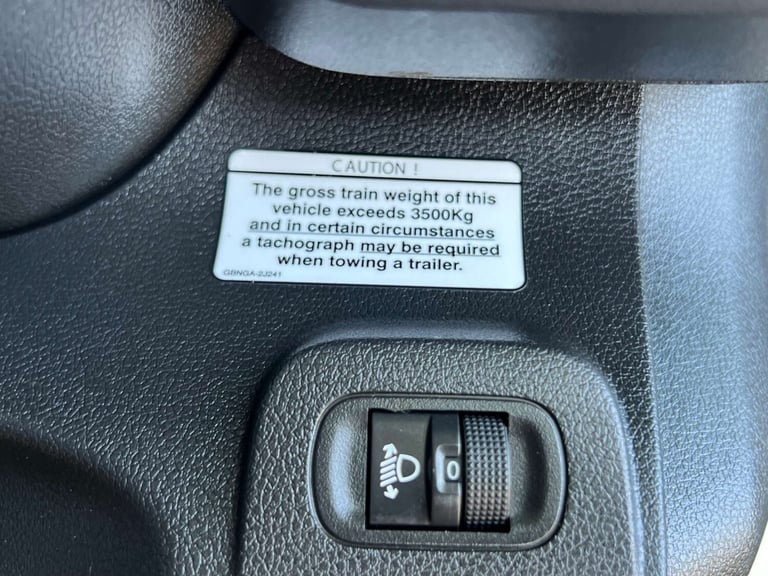 CAUTION !
The gross train weight of this
vehicle exceeds 3500Kg
and in certain circumstances
a tachograph may be required
when towing a trailer.
GBNGA-2J241
0